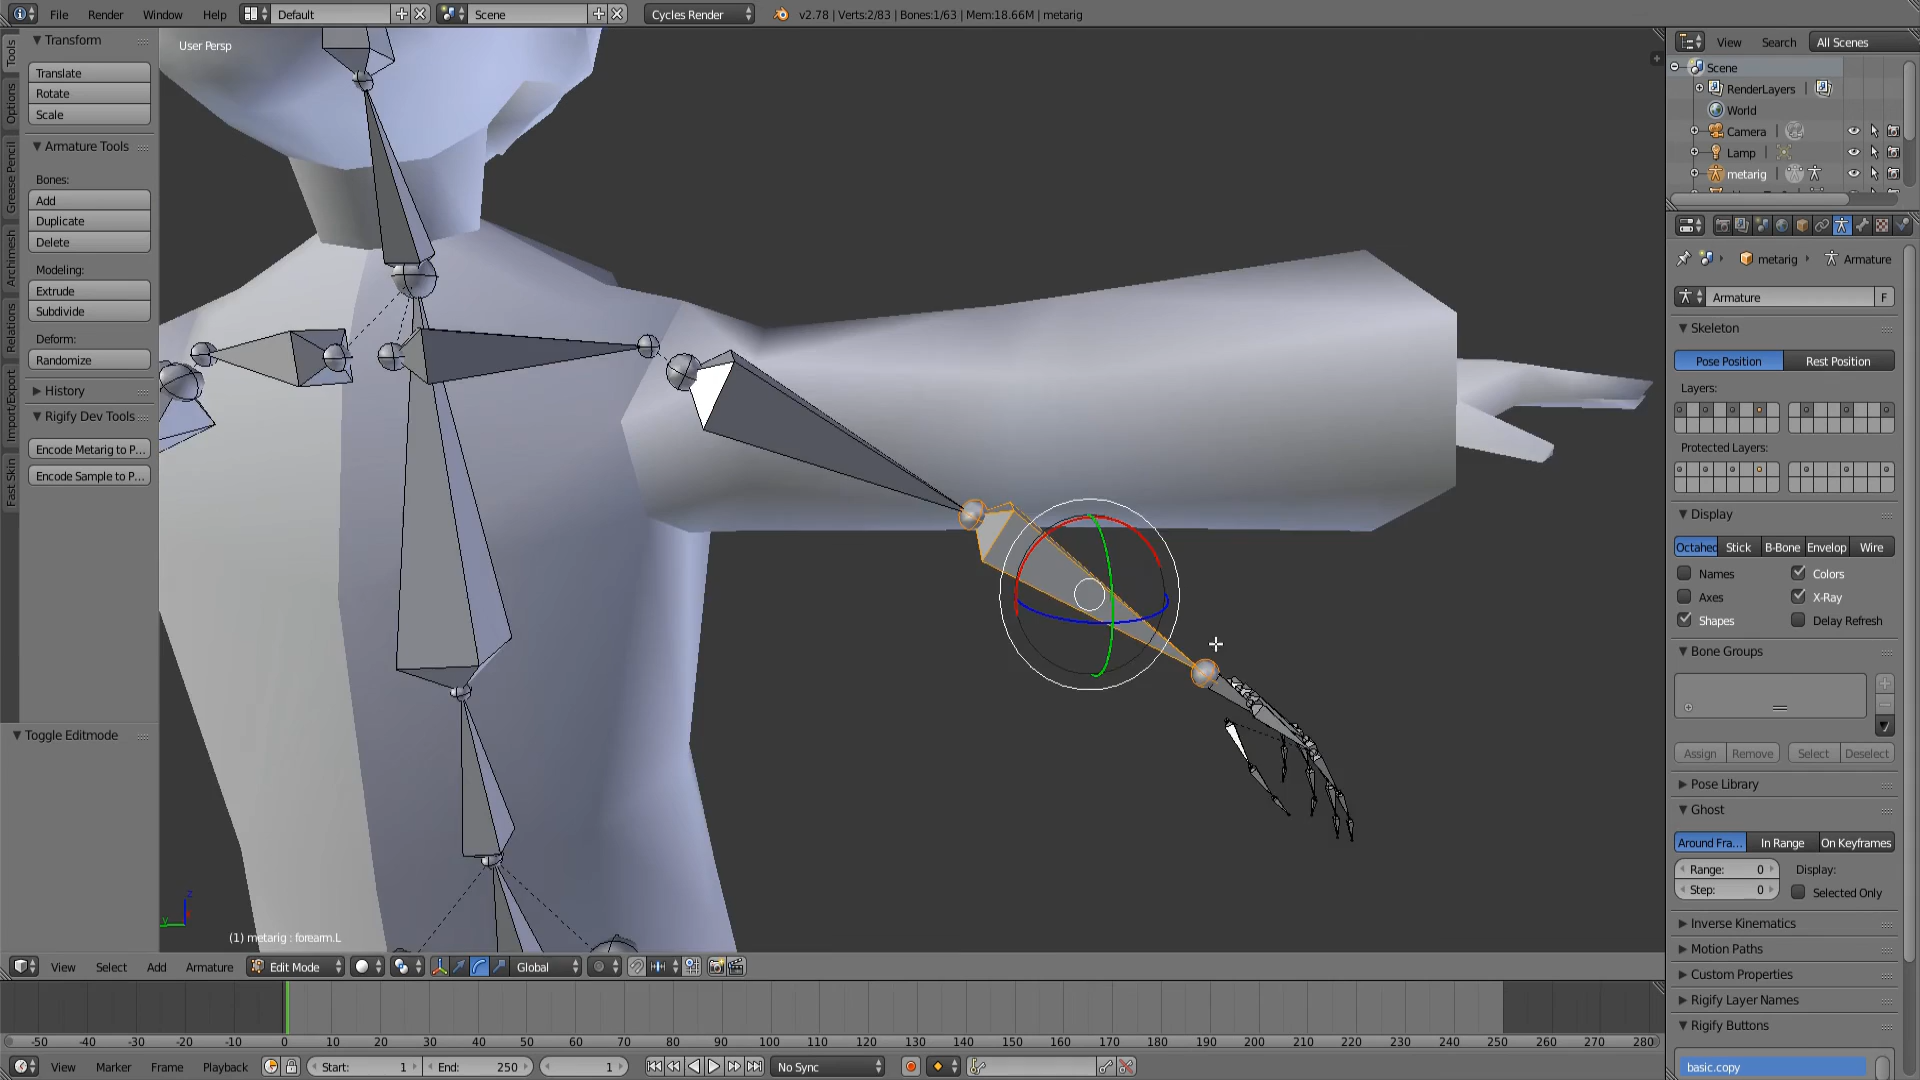 File Render Window Help Default Scene Cycles Render v2.78 | Verts:2/83 | Bones:1/63 | Mem:18.66M | metarig
Tools
Options
Grease Pencil
Archimesh
Relations
Import/Export
Fast Skin
Transform
Translate
Rotate
Scale
Armature Tools
Bones:
Add
Duplicate
Delete
Modeling:
Extrude
Subdivide
Deform:
Randomize
History
Rigify Dev Tools
Encode Metarig to P...
Encode Sample to P...
Toggle Editmode
User Persp
z
y
(1) metarig : forearm.L
View Select Add Armature Edit Mode Global
-50 -40 -30 -20 -10 0 10 20 30 40 50 60 70 80 90 100 110 120 130 140 150 160 170 180 190 200 210 220 230 240 250 260 270 280
View Marker Frame Playback Start: 1 End: 250 1 No Sync
View Search All Scenes
Scene
RenderLayers
World
Camera
Lamp
metarig
metarig Armature
Armature F
Skeleton
Pose Position Rest Position
Layers:
Protected Layers:
Display
Octahed Stick B-Bone Envelop Wire
Names Colors
Axes X-Ray
Shapes Delay Refresh
Bone Groups
Assign Remove Select Deselect
Pose Library
Ghost
Around Fra... In Range On Keyframes
Range: 0 Display:
Step: 0 Selected Only
Inverse Kinematics
Motion Paths
Custom Properties
Rigify Layer Names
Rigify Buttons
basic.copy